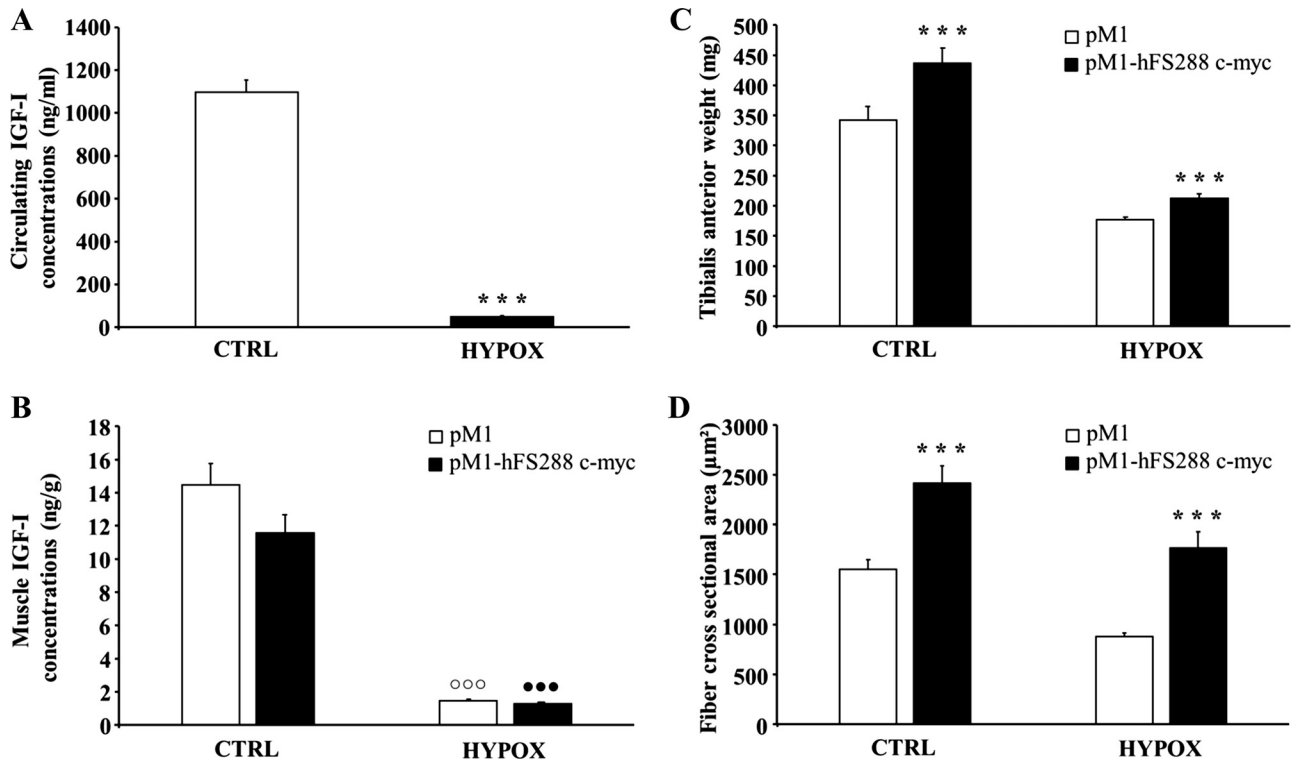 A
Circulating IGF-I
concentrations (ng/ml)
1400
1200
1000
800
600
400
200
0
* * *
CTRL
HYPOX
B
Muscle IGF-I
concentrations (ng/g)
18
16
14
12
10
8
6
4
2
0
pM1
pM1-hFS288 c-myc
○○○
●●●
CTRL
HYPOX
C
Tibialis anterior weight (mg)
500
450
400
350
300
250
200
150
100
50
0
* * *
pM1
pM1-hFS288 c-myc
* * *
CTRL
HYPOX
D
Fiber cross sectional area (µm²)
3000
2500
2000
1500
1000
500
0
* * *
pM1
pM1-hFS288 c-myc
* * *
CTRL
HYPOX